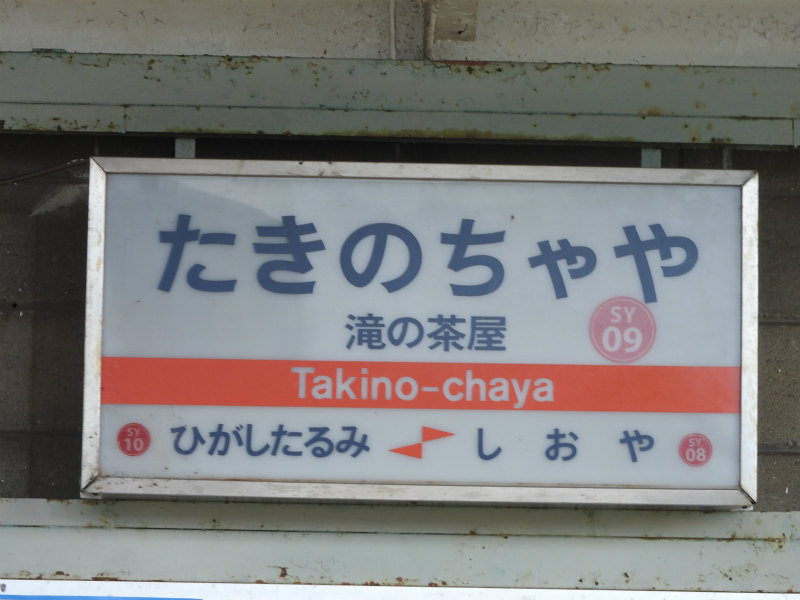 たきのちゃや
滝の茶屋
SY
09
Takino-chaya
SY
10
ひがしたるみ
しおや
SY
08